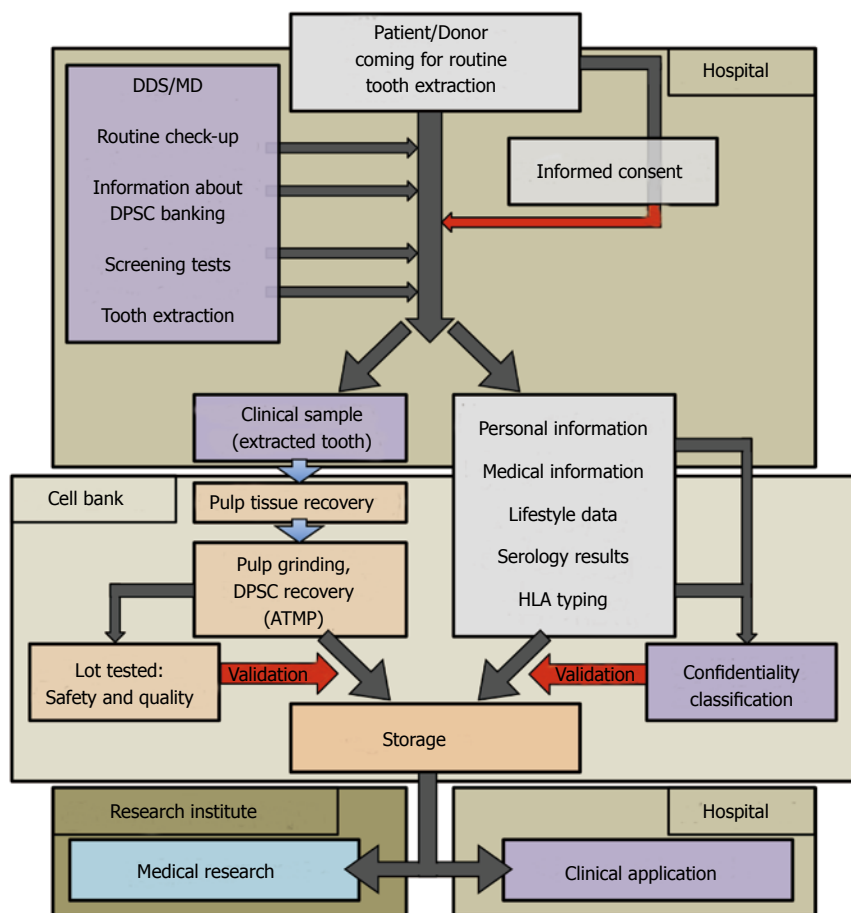 Patient/Donor
coming for routine
tooth extraction
Hospital
DDS/MD
Routine check-up
Information about
DPSC banking
Screening tests
Tooth extraction
Informed consent
Clinical sample
(extracted tooth)
Personal information
Medical information
Lifestyle data
Serology results
HLA typing
Cell bank
Pulp tissue recovery
Pulp grinding,
DPSC recovery
(ATMP)
Lot tested:
Safety and quality
Validation
Validation
Confidentiality
classification
Storage
Research institute
Medical research
Hospital
Clinical application